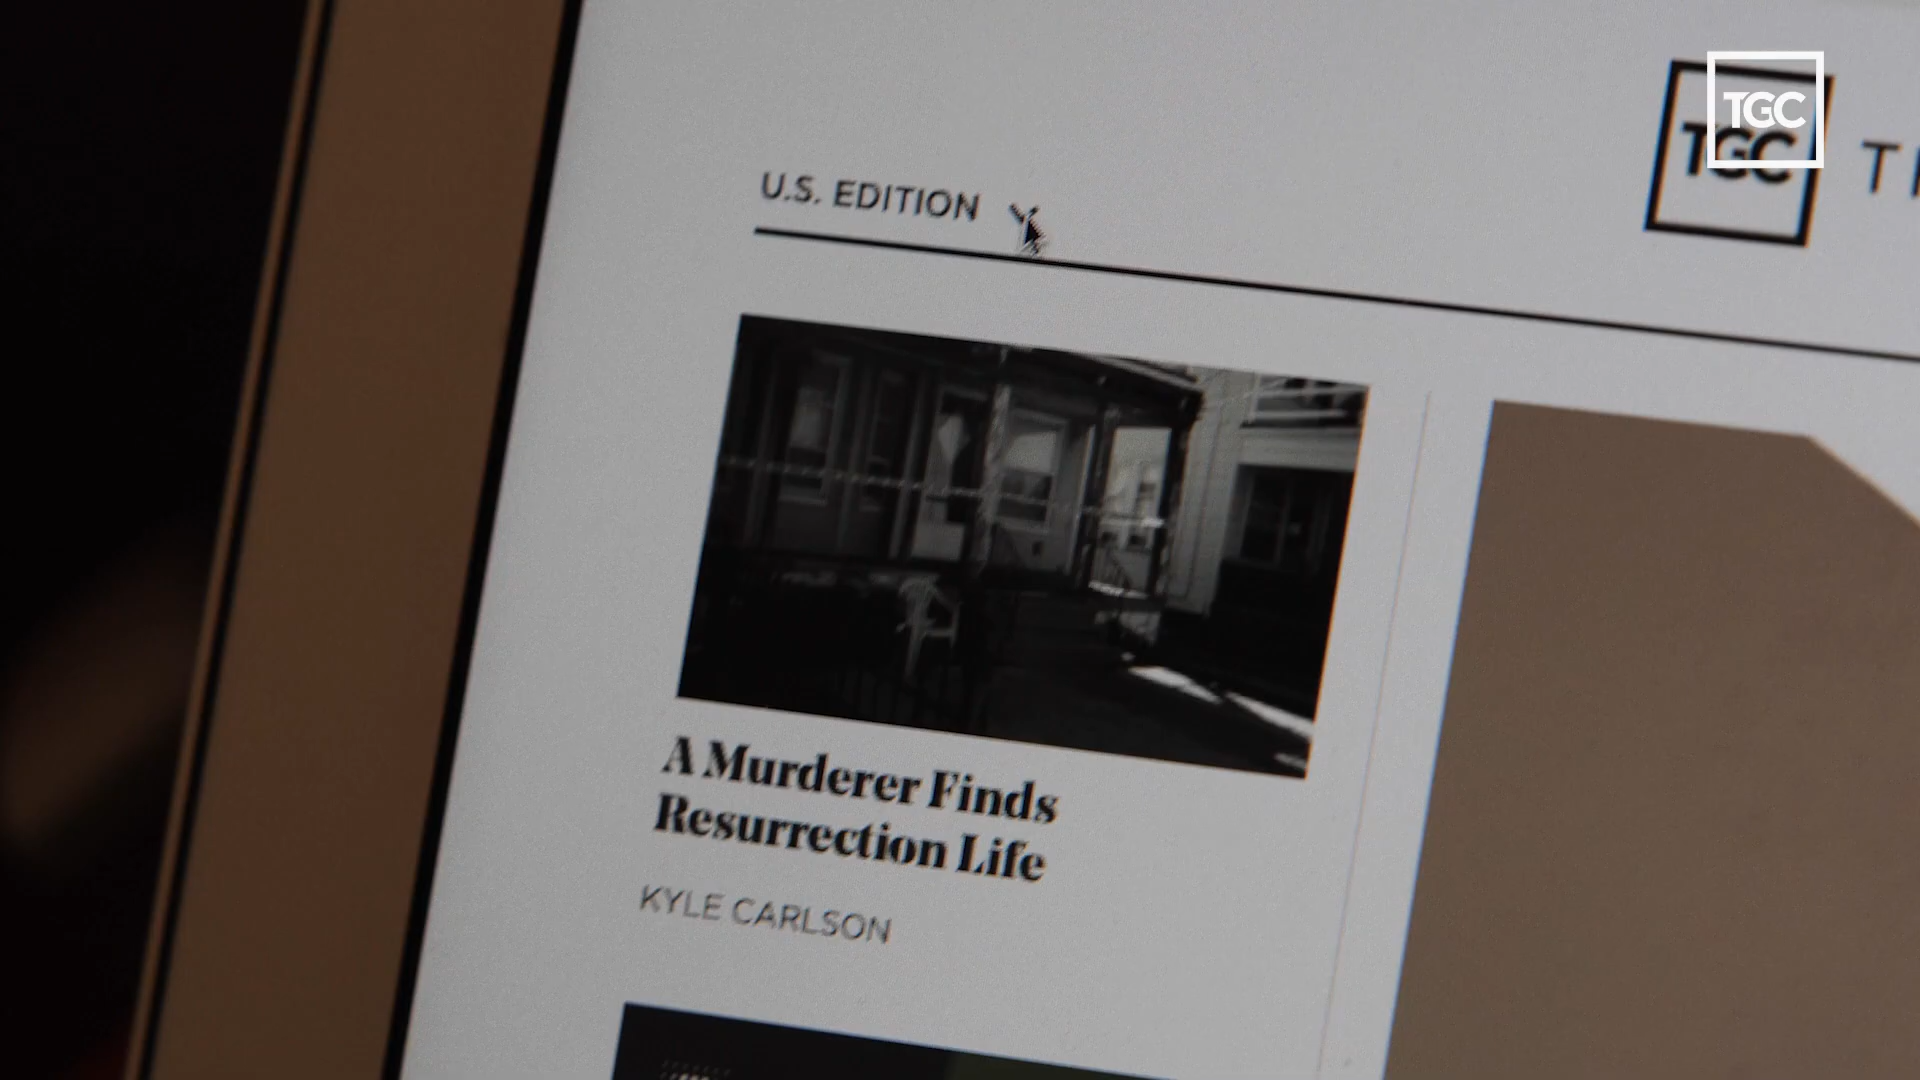 TGC
TGC
U.S. EDITION
A Murderer Finds
Resurrection Life
KYLE CARLSON